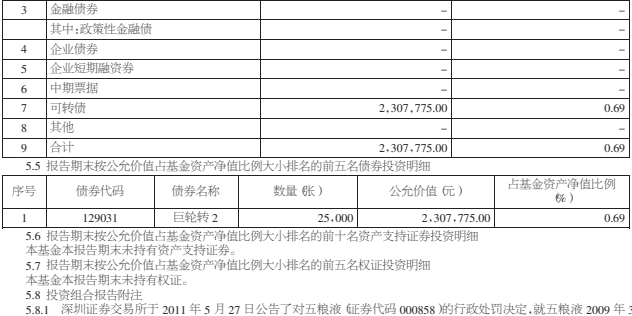 3 金融债券 – –
其中:政策性金融债 – –
4 企业债券 – –
5 企业短期融资券 – –
6 中期票据 – –
7 可转债 2,307,775.00 0.69
8 其他 – –
9 合计 2,307,775.00 0.69
5.5 报告期末按公允价值占基金资产净值比例大小排名的前五名债券投资明细
序号 债券代码 债券名称 数量(张) 公允价值(元) 占基金资产净值比例
(%)
1 129031 巨轮转2 25,000 2,307,775.00 0.69
5.6 报告期末按公允价值占基金资产净值比例大小排名的前十名资产支持证券投资明细
本基金本报告期末未持有资产支持证券。
5.7 报告期末按公允价值占基金资产净值比例大小排名的前五名权证投资明细
本基金本报告期末未持有权证。
5.8 投资组合报告附注
5.8.1 深圳证券交易所于2011年5月27日公告了对五粮液(证券代码000858)的行政处罚决定,就五粮液2009年3